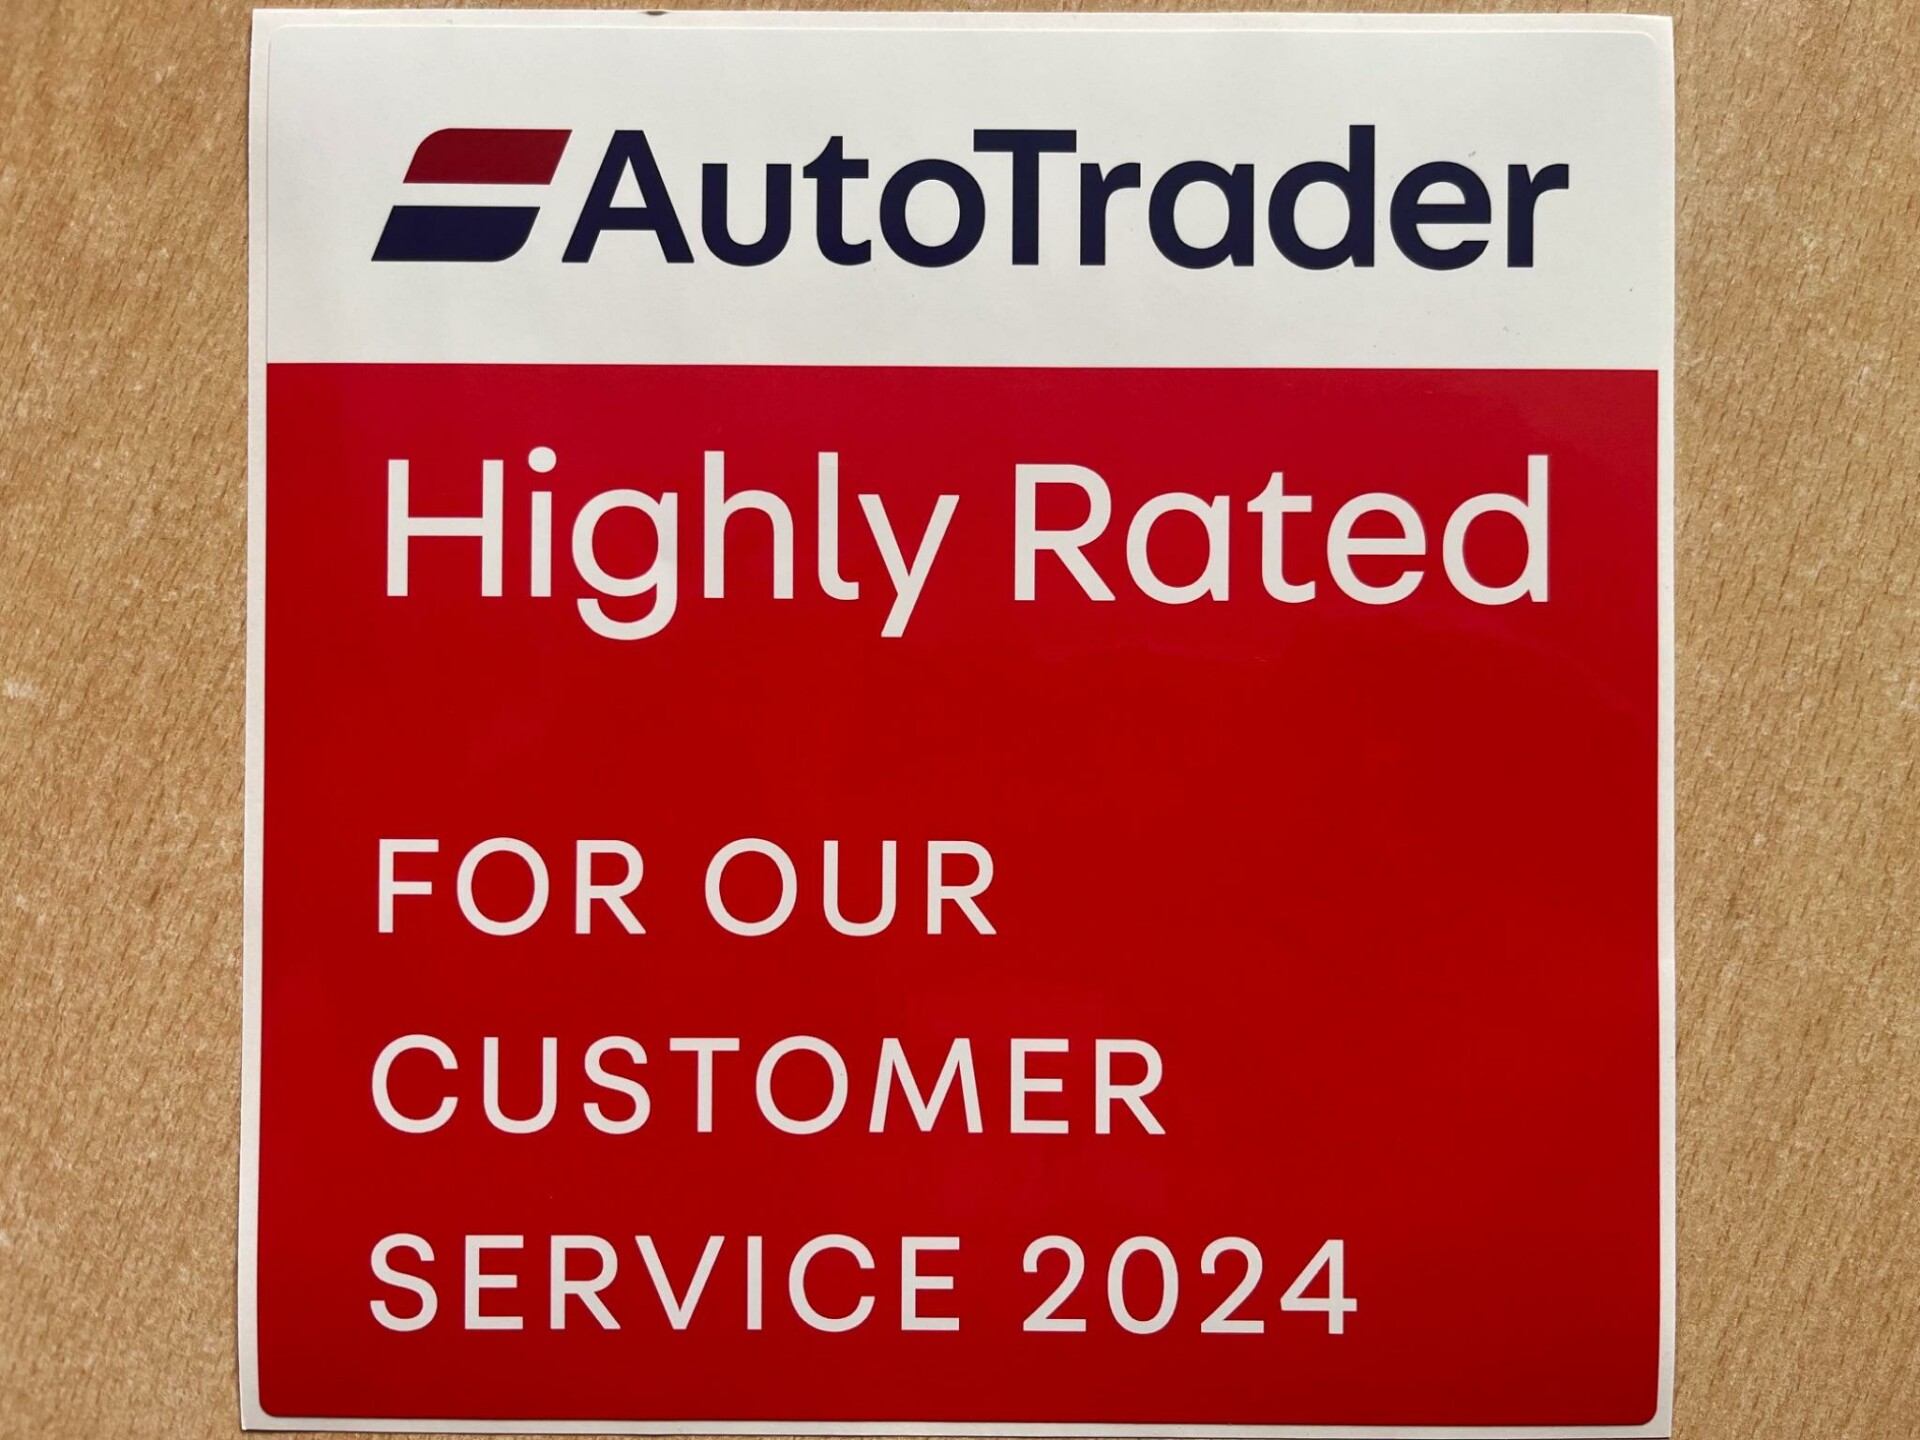 AutoTrader
Highly Rated
FOR OUR
CUSTOMER
SERVICE 2024